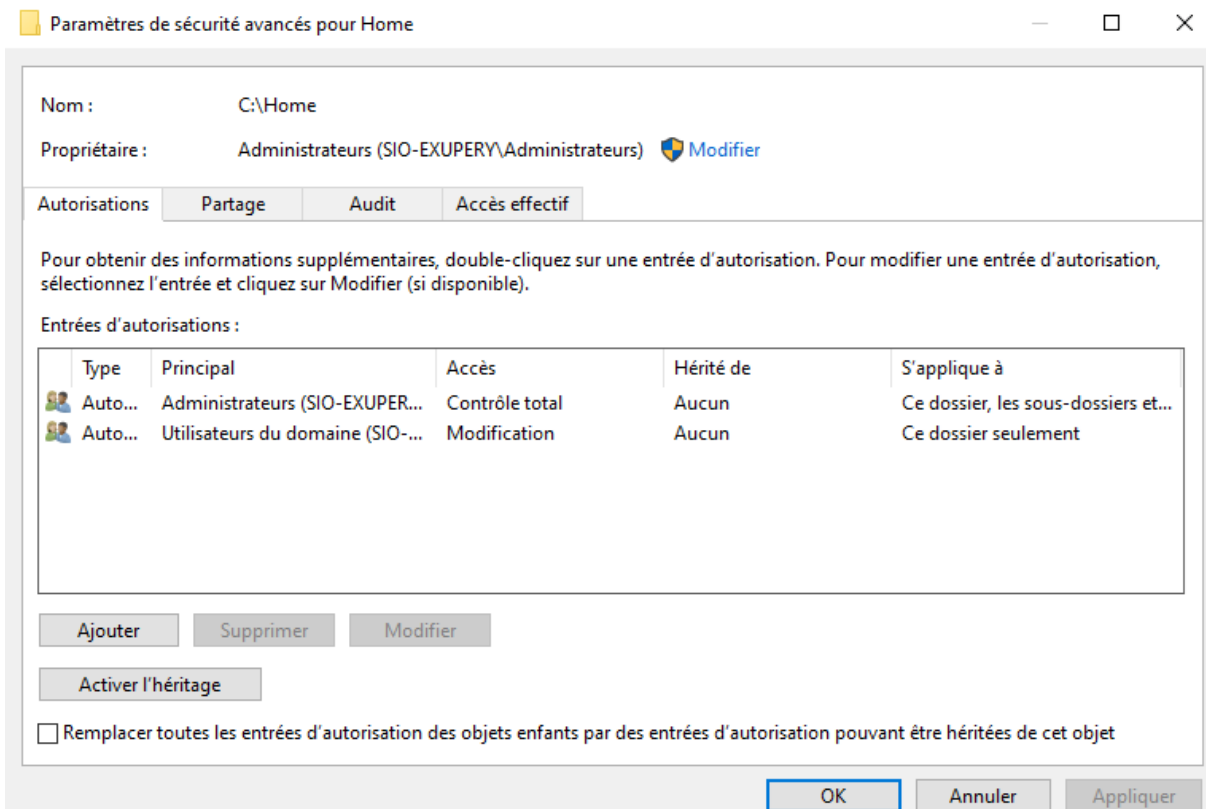 Paramètres de sécurité avancés pour Home
Nom : C:\Home
Propriétaire : Administrateurs (SIO-EXUPERY\Administrateurs) Modifier
Autorisations Partage Audit Accès effectif
Pour obtenir des informations supplémentaires, double-cliquez sur une entrée d'autorisation. Pour modifier une entrée d'autorisation,
sélectionnez l'entrée et cliquez sur Modifier (si disponible).
Entrées d'autorisations :
Type Principal Accès Hérité de S'applique à
Auto... Administrateurs (SIO-EXUPER... Contrôle total Aucun Ce dossier, les sous-dossiers et...
Auto... Utilisateurs du domaine (SIO-... Modification Aucun Ce dossier seulement
Ajouter Supprimer Modifier
Activer l'héritage
Remplacer toutes les entrées d'autorisation des objets enfants par des entrées d'autorisation pouvant être héritées de cet objet
OK Annuler Appliquer